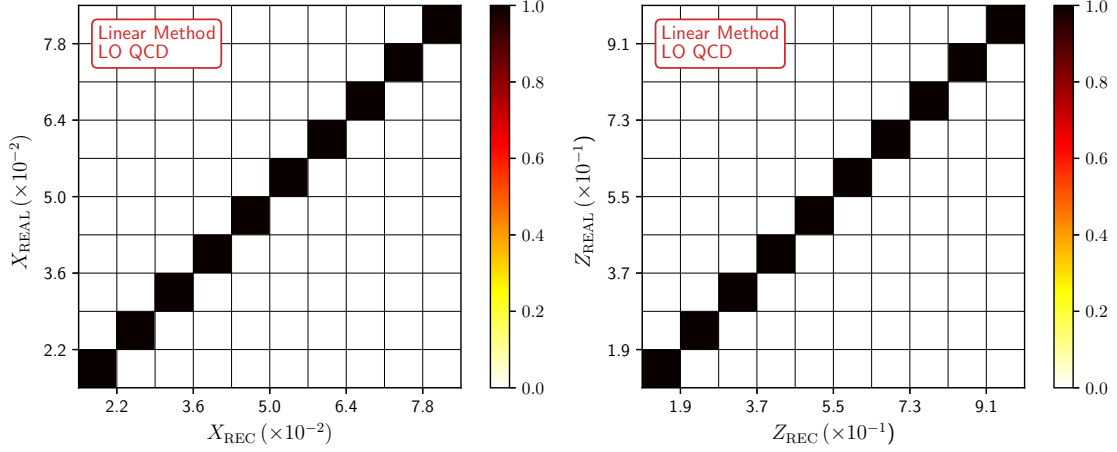 Linear Method
LO QCD
7.8
6.4
5.0
3.6
2.2
X_REAL (×10⁻²)
2.2 3.6 5.0 6.4 7.8
X_REC (×10⁻²)
1.0
0.8
0.6
0.4
0.2
0.0
Linear Method
LO QCD
9.1
7.3
5.5
3.7
1.9
Z_REAL (×10⁻¹)
1.9 3.7 5.5 7.3 9.1
Z_REC (×10⁻¹)
1.0
0.8
0.6
0.4
0.2
0.0